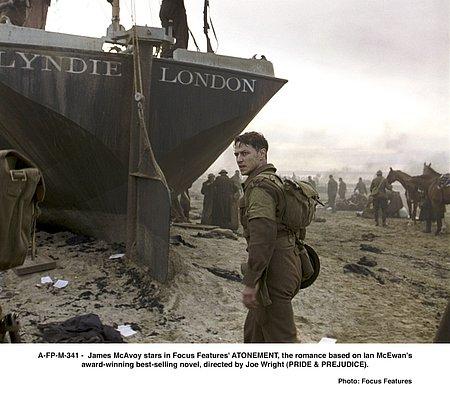 LYNDIE LONDON
A-FP-M-341 - James McAvoy stars in Focus Features' ATONEMENT, the romance based on Ian McEwan's
award-winning best-selling novel, directed by Joe Wright (PRIDE & PREJUDICE).
Photo: Focus Features